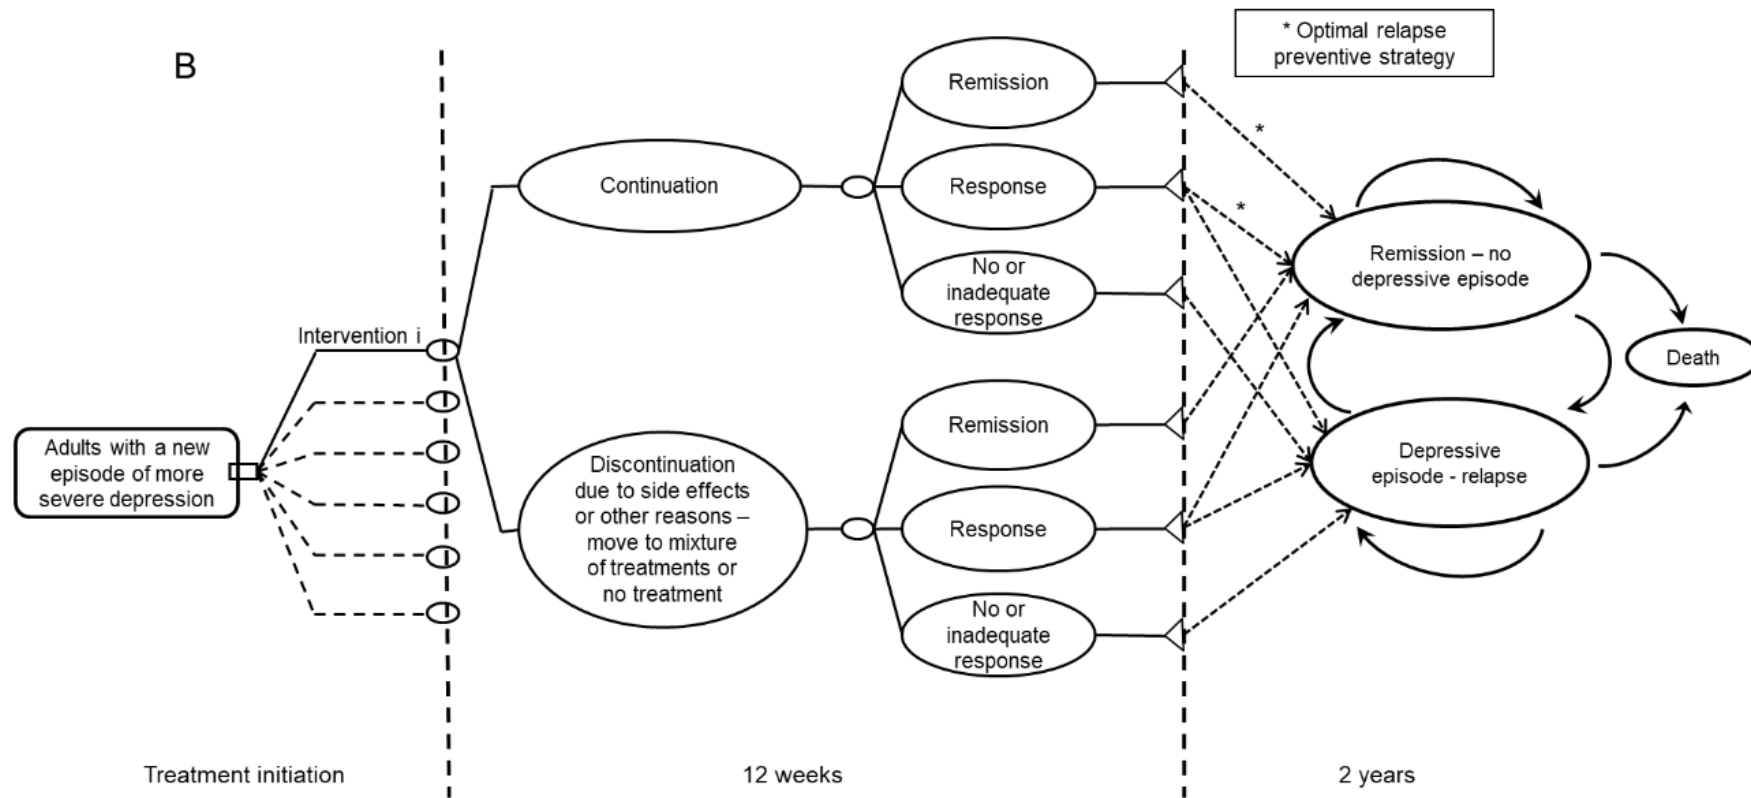 B
* Optimal relapse
preventive strategy
Adults with a new
episode of more
severe depression
Intervention i
Continuation
Discontinuation
due to side effects
or other reasons –
move to mixture
of treatments or
no treatment
Remission
Response
No or
inadequate
response
Remission
Response
No or
inadequate
response
*
*
Remission – no
depressive episode
Depressive
episode - relapse
Death
Treatment initiation
12 weeks
2 years